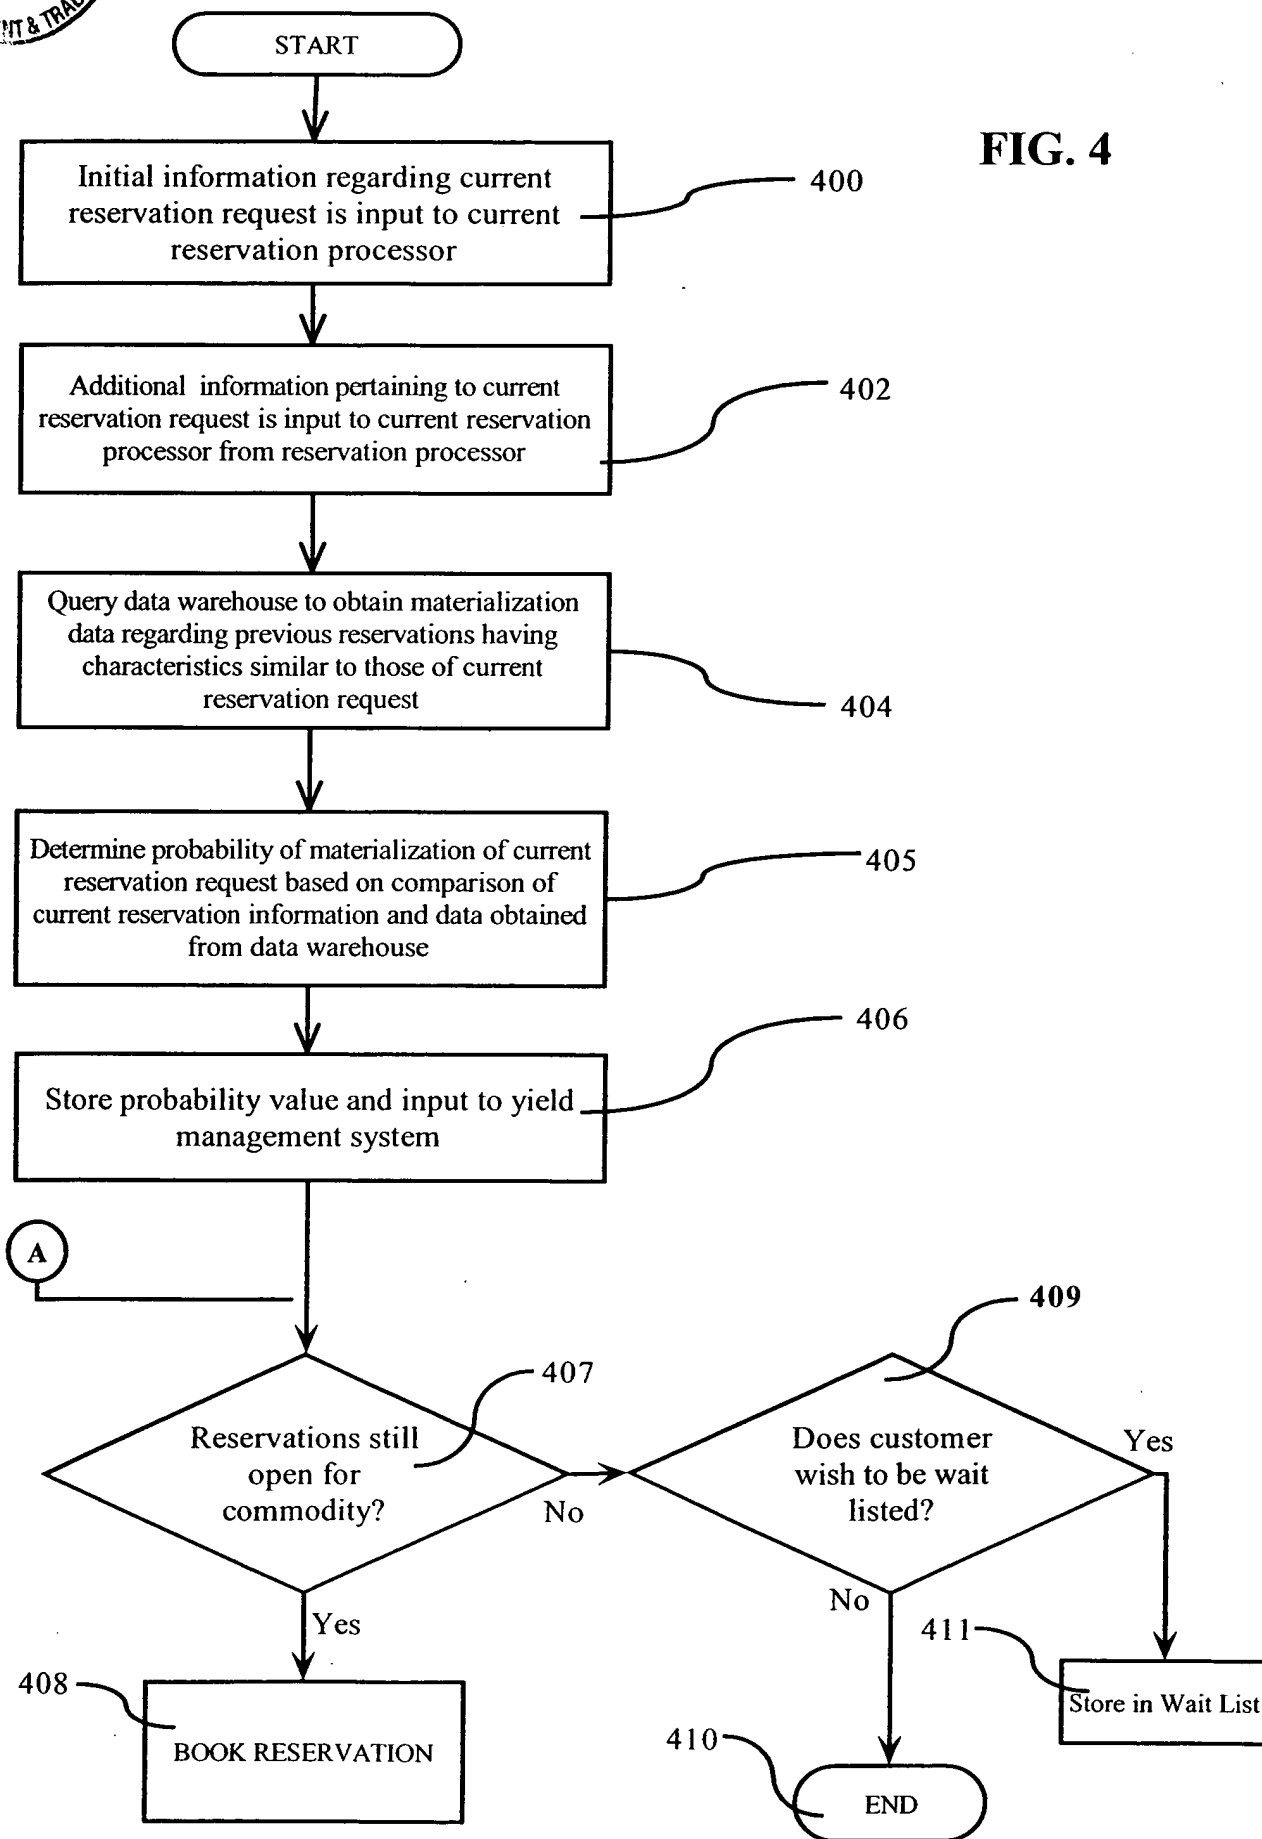 START
FIG. 4
Initial information regarding current
reservation request is input to current
reservation processor
400
Additional information pertaining to current
reservation request is input to current reservation
processor from reservation processor
402
Query data warehouse to obtain materialization
data regarding previous reservations having
characteristics similar to those of current
reservation request
404
Determine probability of materialization of current
reservation request based on comparison of
current reservation information and data obtained
from data warehouse
405
406
Store probability value and input to yield
management system
A
409
407
Reservations still
open for
commodity?
No
Does customer
wish to be wait
listed?
Yes
Yes
No
411
408
BOOK RESERVATION
Store in Wait List
410
END